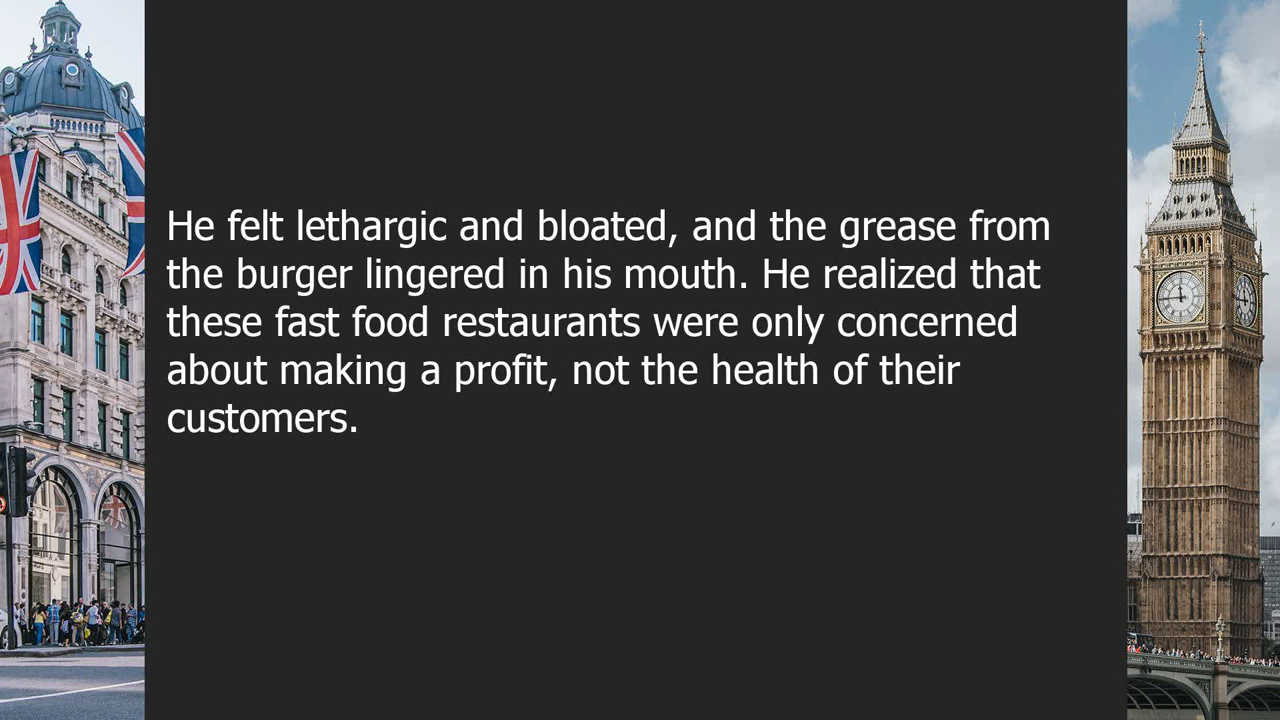 He felt lethargic and bloated, and the grease from
the burger lingered in his mouth. He realized that
these fast food restaurants were only concerned
about making a profit, not the health of their
customers.